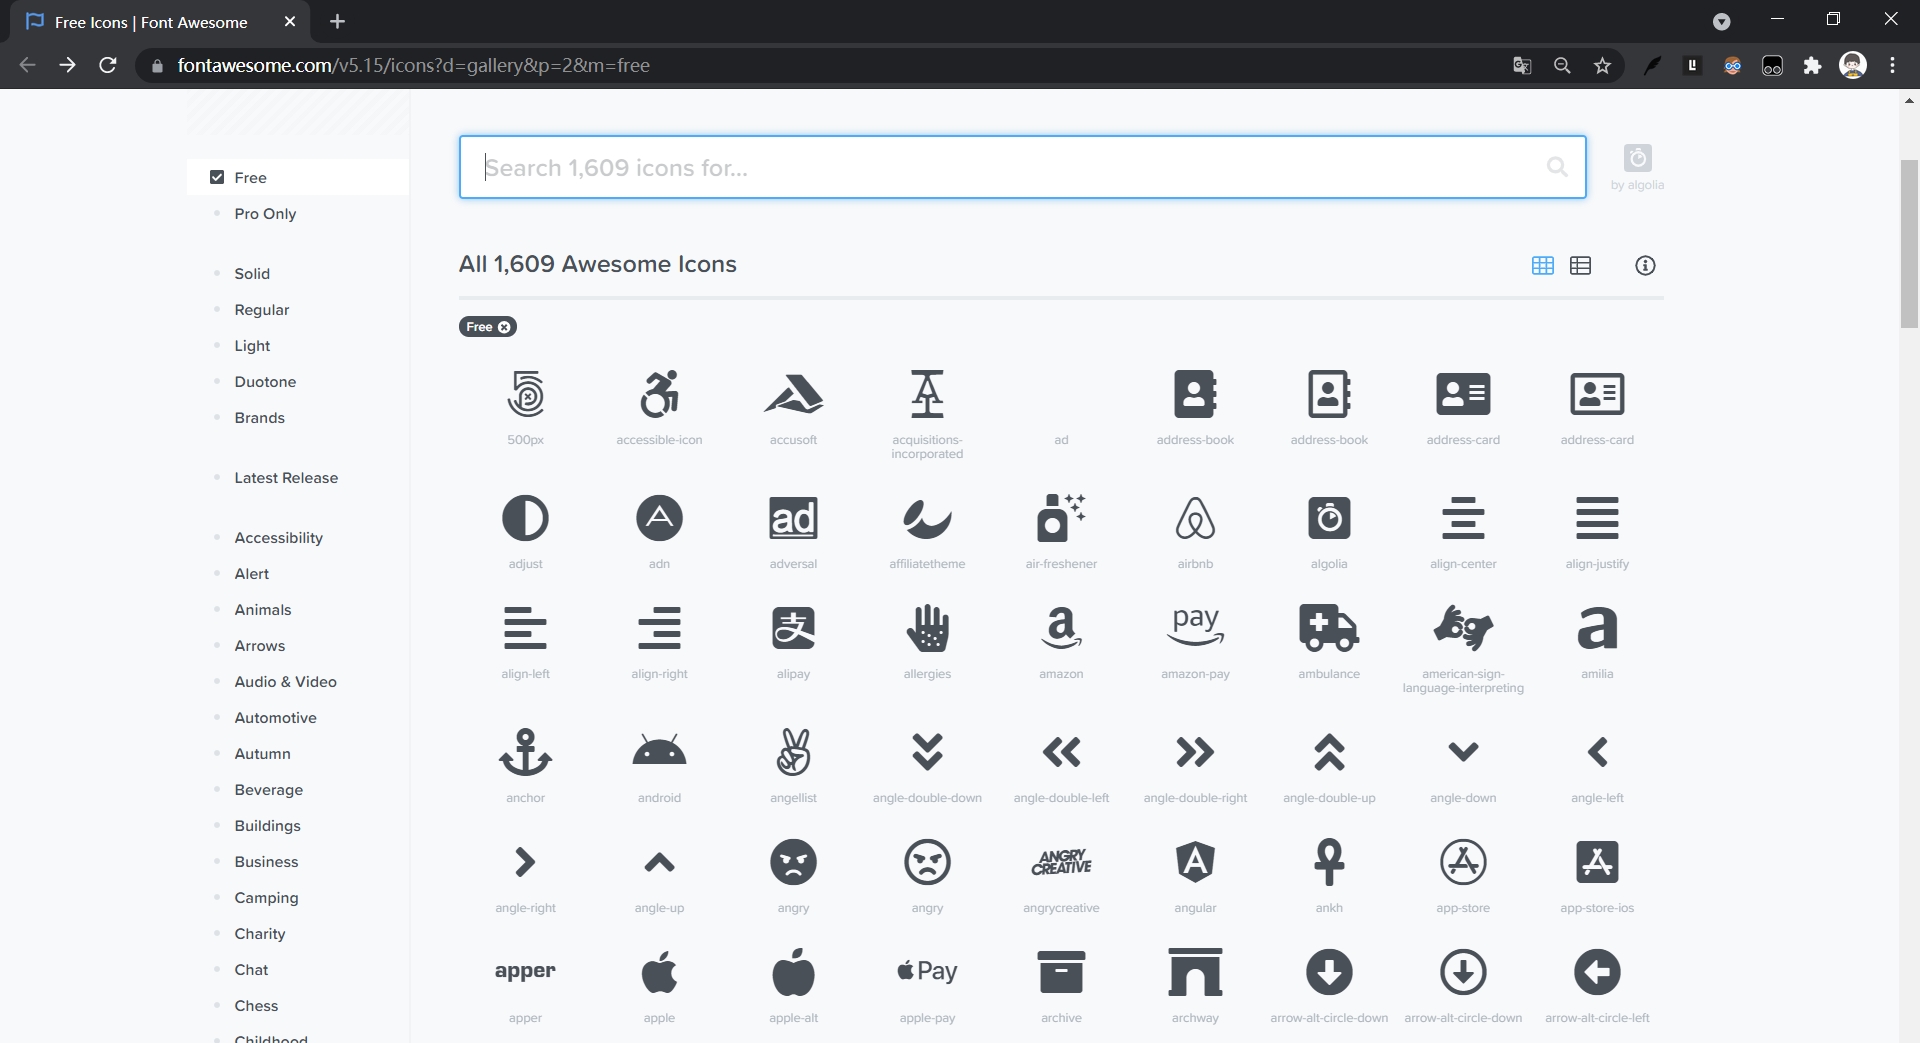 Free Icons | Font Awesome
fontawesome.com/v5.15/icons?d=gallery&p=2&m=free
Search 1,609 icons for...
by algolia
Free
Pro Only
Solid
Regular
Light
Duotone
Brands
Latest Release
Accessibility
Alert
Animals
Arrows
Audio & Video
Automotive
Autumn
Beverage
Buildings
Business
Camping
Charity
Chat
Chess
Childhood
All 1,609 Awesome Icons
Free
500px accessible-icon accusoft acquisitions-incorporated ad address-book address-book address-card address-card
ad
adjust adn adversal affiliatetheme air-freshener airbnb algolia align-center align-justify
支 a pay a
align-left align-right alipay allergies amazon amazon-pay ambulance american-sign-language-interpreting amilia
anchor android angellist angle-double-down angle-double-left angle-double-right angle-double-up angle-down angle-left
ANGRY
CREATIVE
A
angle-right angle-up angry angry angrycreative angular ankh app-store app-store-ios
apper Pay
apper apple apple-alt apple-pay archive archway arrow-alt-circle-down arrow-alt-circle-down arrow-alt-circle-left